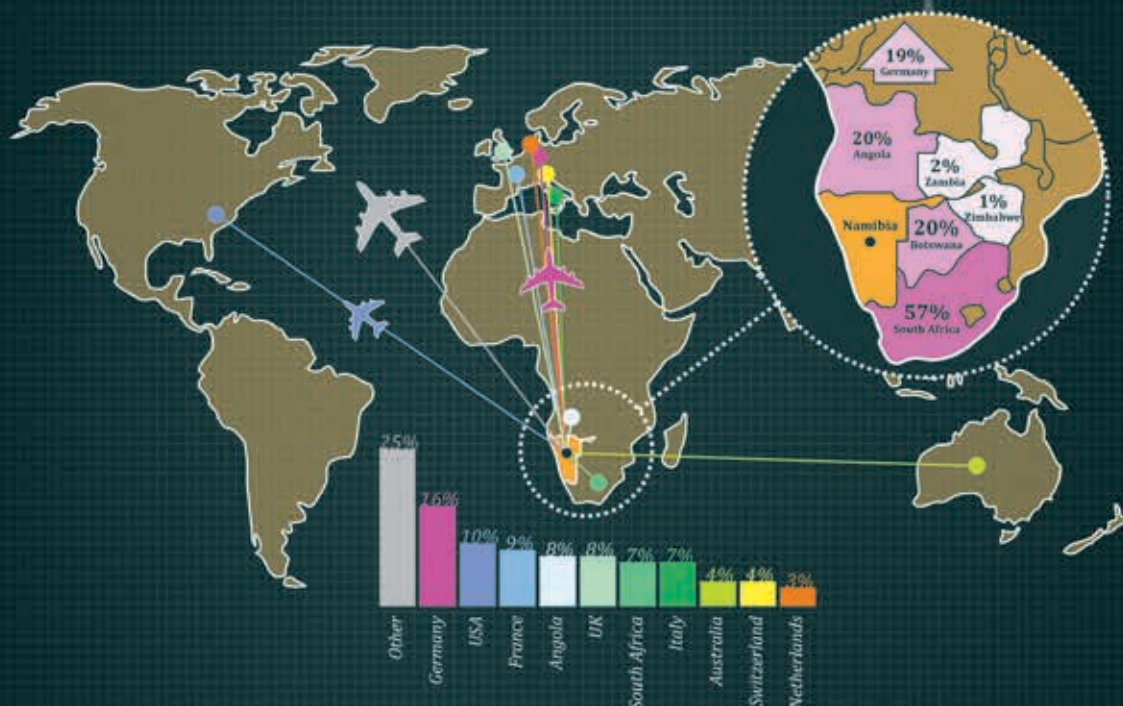 19%
Germany
20%
Angola
2%
Zambia
1%
Zimbabwe
Namibia
20%
Botswana
57%
South Africa
25%
16%
10%
9%
8%
8%
7%
7%
4%
4%
3%
Other
Germany
USA
France
Angola
UK
South Africa
Italy
Australia
Switzerland
Netherlands